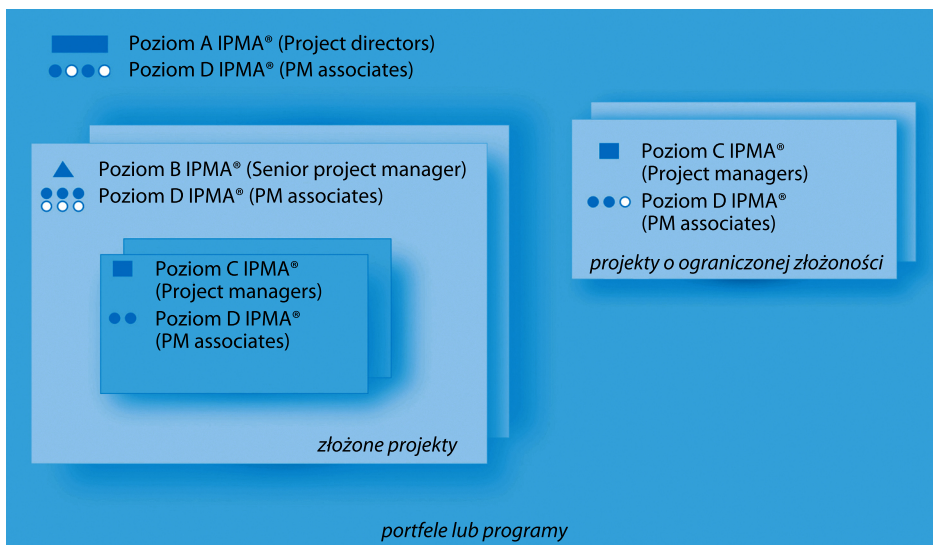 Poziom A IPMA® (Project directors)
Poziom D IPMA® (PM associates)
Poziom B IPMA® (Senior project manager)
Poziom D IPMA® (PM associates)
Poziom C IPMA®
(Project managers)
Poziom D IPMA®
(PM associates)
złożone projekty
Poziom C IPMA®
(Project managers)
Poziom D IPMA®
(PM associates)
projekty o ograniczonej złożoności
portfele lub programy